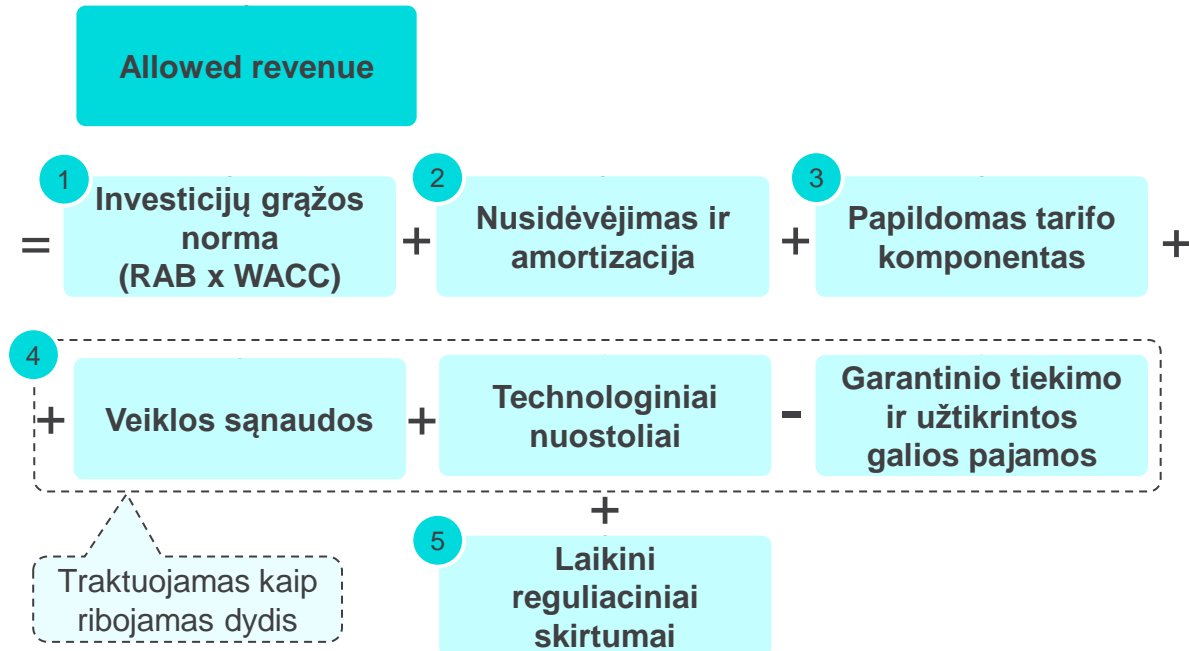 Allowed revenue
1
Investicijų grąžos
norma
(RAB x WACC)
2
Nusidėvėjimas ir
amortizacija
3
Papildomas tarifo
komponentas
=
+
+
+
4
+
Veiklos sąnaudos
+
Technologiniai
nuostoliai
-
Garantinio tiekimo
ir užtikrintos
galios pajamos
Traktuojamas kaip
ribojamas dydis
+
5
Laikini
reguliaciniai
skirtumai